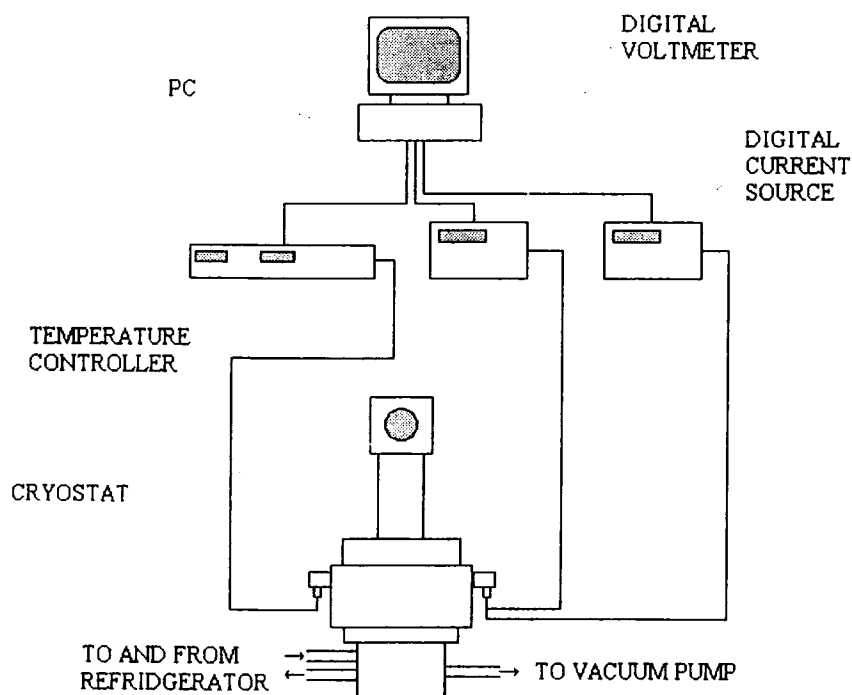 DIGITAL
VOLTMETER
PC
DIGITAL
CURRENT
SOURCE
TEMPERATURE
CONTROLLER
CRYOSTAT
TO AND FROM
REFRIDGERATOR
TO VACUUM PUMP